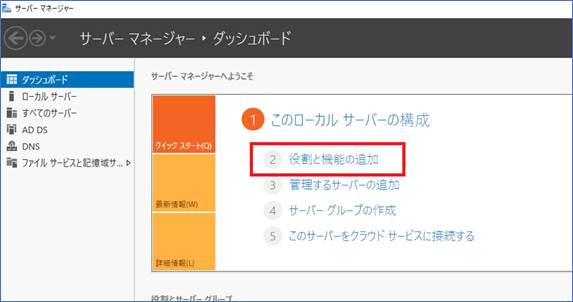 サーバー マネージャー
サーバー マネージャー・ダッシュボード
ダッシュボード
ローカル サーバー
すべてのサーバー
AD DS
DNS
ファイル サービスと記憶域サ...
サーバー マネージャーへようこそ
クイック スタート(Q)
最新情報(W)
詳細情報(L)
1 このローカル サーバーの構成
2 役割と機能の追加
3 管理するサーバーの追加
4 サーバー グループの作成
5 このサーバーをクラウド サービスに接続する
役割とサーバー グループ